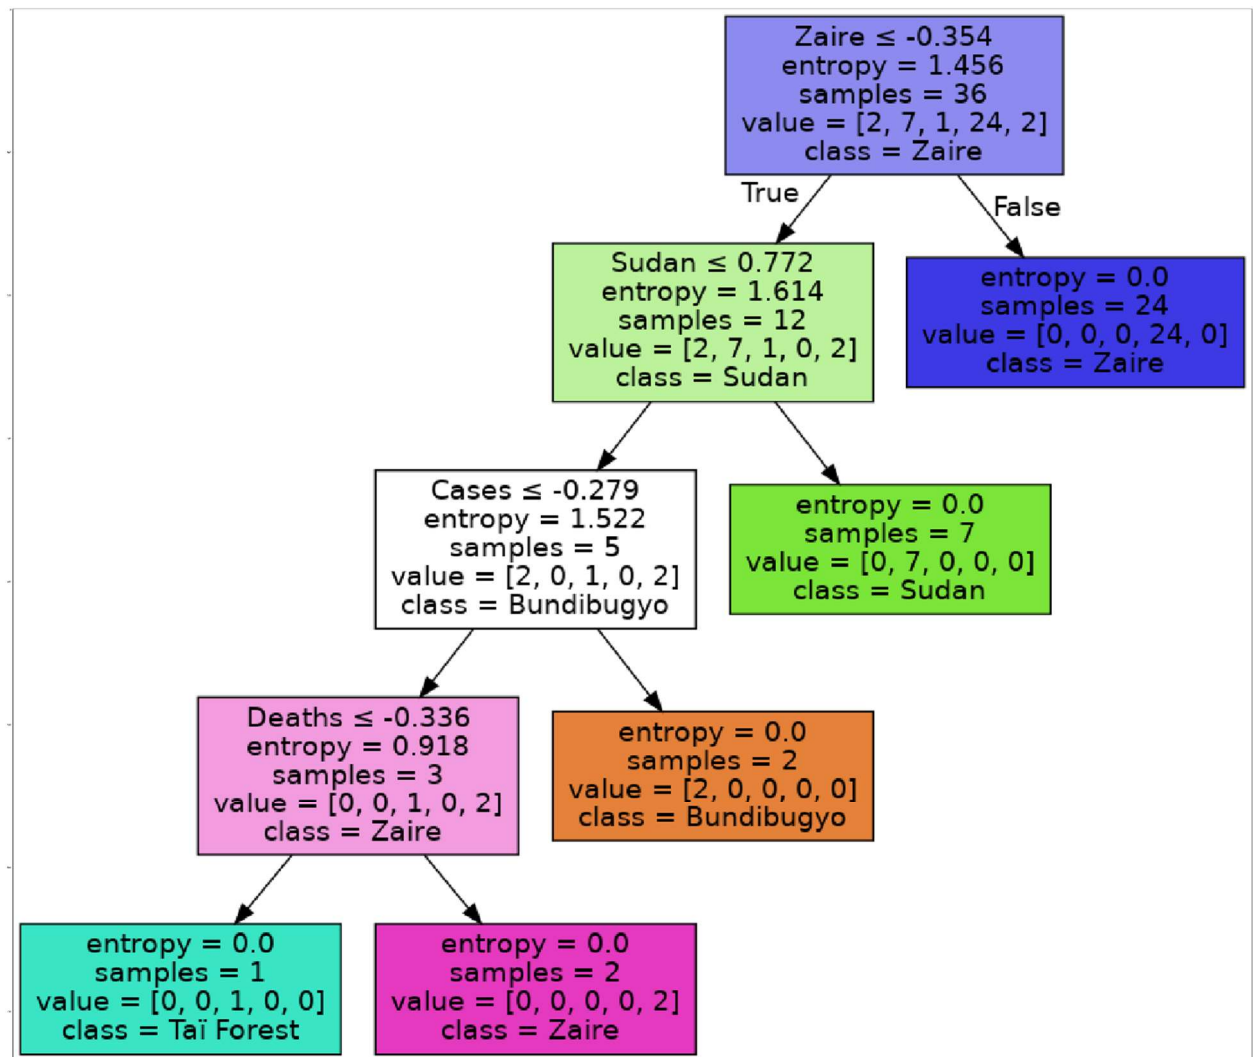 Zaire ≤ -0.354
entropy = 1.456
samples = 36
value = [2, 7, 1, 24, 2]
class = Zaire
True
False
Sudan ≤ 0.772
entropy = 1.614
samples = 12
value = [2, 7, 1, 0, 2]
class = Sudan
entropy = 0.0
samples = 24
value = [0, 0, 0, 24, 0]
class = Zaire
Cases ≤ -0.279
entropy = 1.522
samples = 5
value = [2, 0, 1, 0, 2]
class = Bundibugyo
entropy = 0.0
samples = 7
value = [0, 7, 0, 0, 0]
class = Sudan
Deaths ≤ -0.336
entropy = 0.918
samples = 3
value = [0, 0, 1, 0, 2]
class = Zaire
entropy = 0.0
samples = 2
value = [2, 0, 0, 0, 0]
class = Bundibugyo
entropy = 0.0
samples = 1
value = [0, 0, 1, 0, 0]
class = Taï Forest
entropy = 0.0
samples = 2
value = [0, 0, 0, 0, 2]
class = Zaire